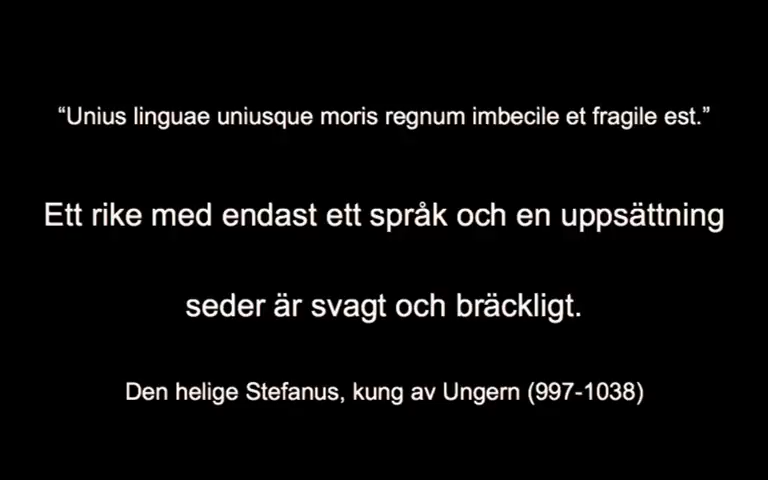 “Unius linguae uniusque moris regnum imbecile et fragile est.”
Ett rike med endast ett språk och en uppsättning
seder är svagt och bräckligt.
Den helige Stefanus, kung av Ungern (997-1038)